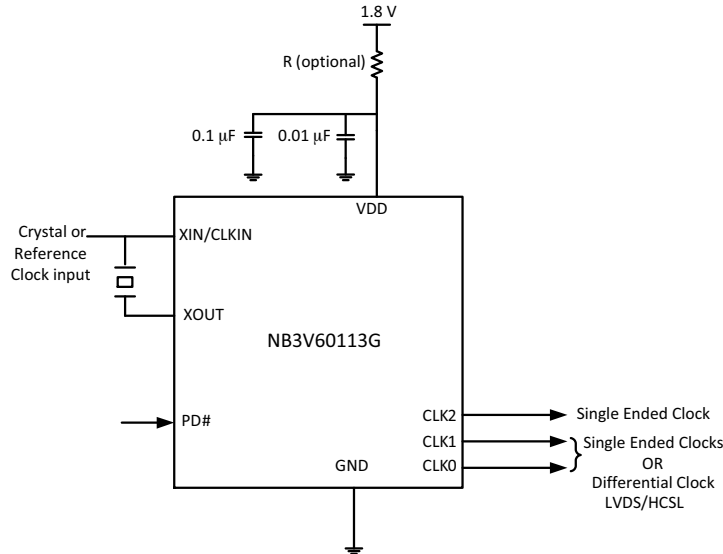 1.8 V
R (optional)
0.1 μF
0.01 μF
VDD
Crystal or
Reference
Clock input
XIN/CLKIN
XOUT
NB3V60113G
PD#
GND
CLK2
CLK1
CLK0
Single Ended Clock
Single Ended Clocks
OR
Differential Clock
LVDS/HCSL